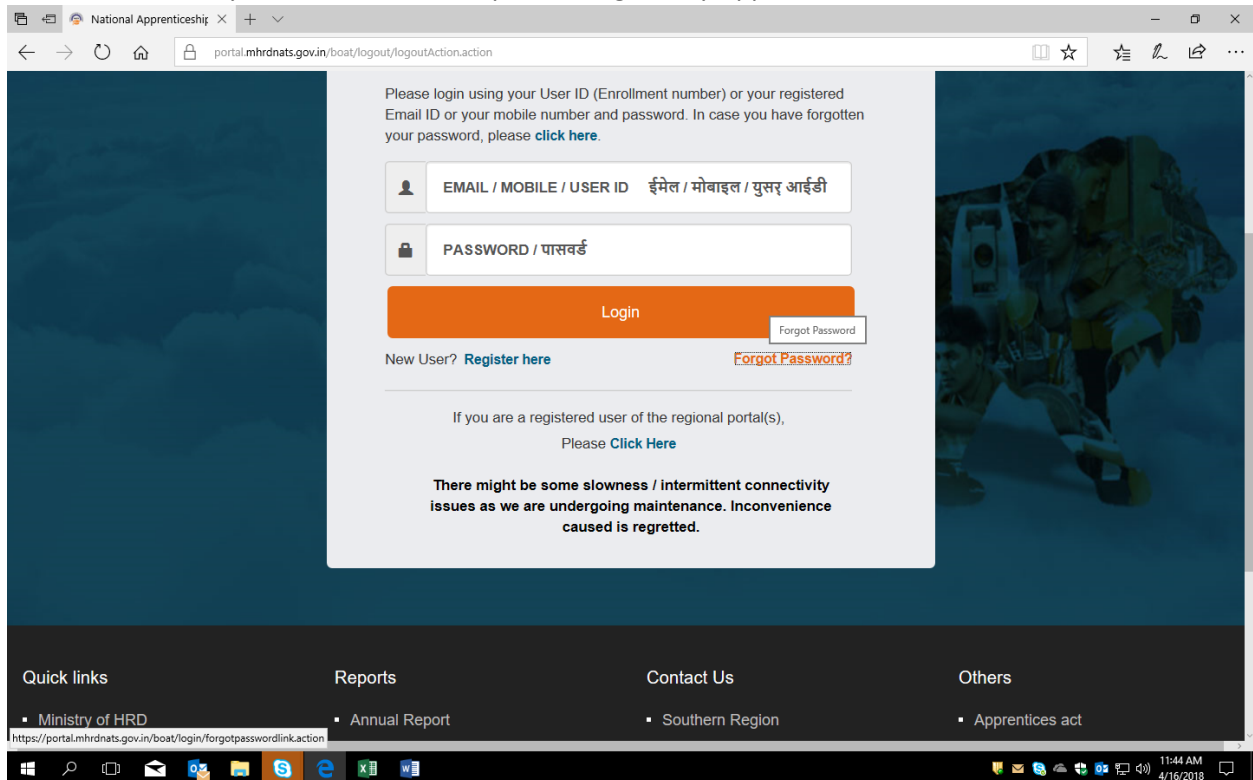 National Apprenticeship
portal.mhrdnats.gov.in/boat/logout/logoutAction.action
Please login using your User ID (Enrollment number) or your registered
Email ID or your mobile number and password. In case you have forgotten
your password, please click here.
EMAIL / MOBILE / USER ID ईमेल / मोबाइल / युसर् आईडी
PASSWORD / पासवर्ड
Login
Forgot Password
New User? Register here Forgot Password?
If you are a registered user of the regional portal(s),
Please Click Here
There might be some slowness / intermittent connectivity
issues as we are undergoing maintenance. Inconvenience
caused is regretted.
Quick links Reports Contact Us Others
▪ Ministry of HRD ▪ Annual Report ▪ Southern Region ▪ Apprentices act
https://portal.mhrdnats.gov.in/boat/login/forgotpasswordlink.action
11:44 AM
4/16/2018